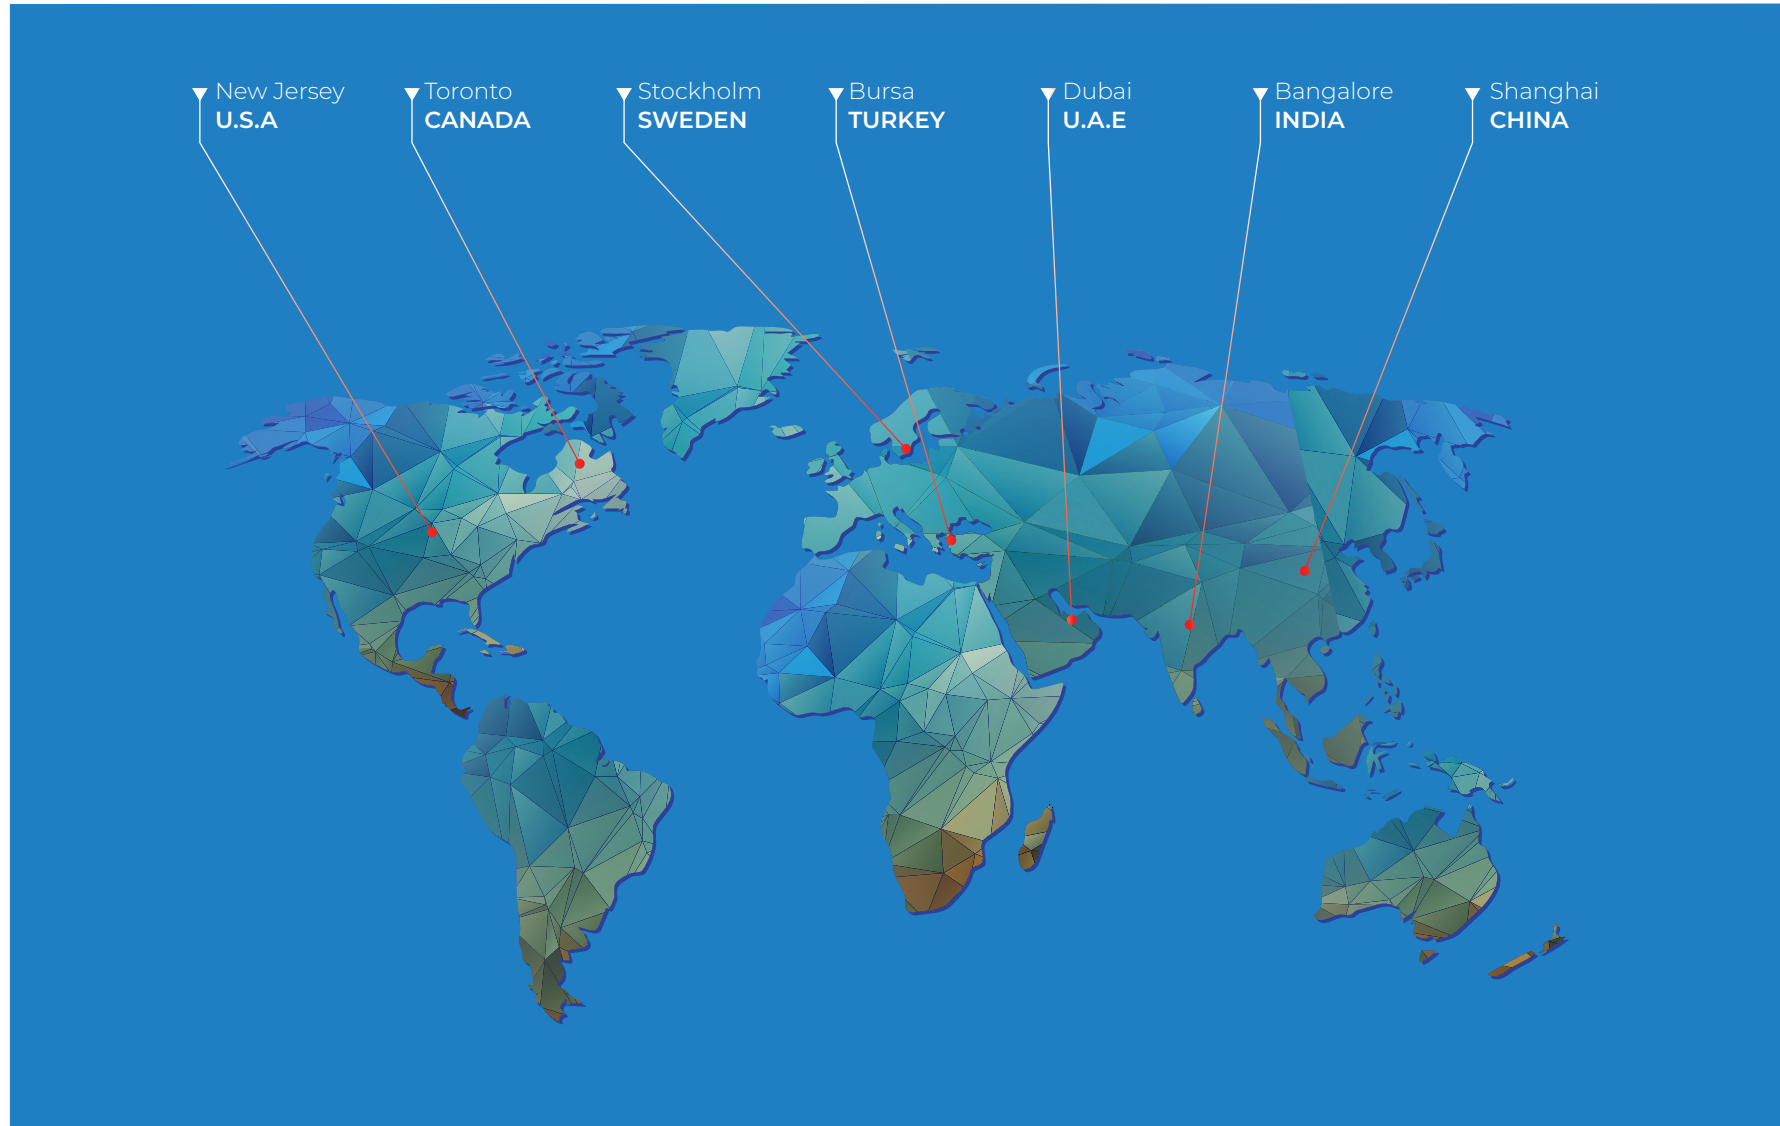 New Jersey
U.S.A
Toronto
CANADA
Stockholm
SWEDEN
Bursa
TURKEY
Dubai
U.A.E
Bangalore
INDIA
Shanghai
CHINA